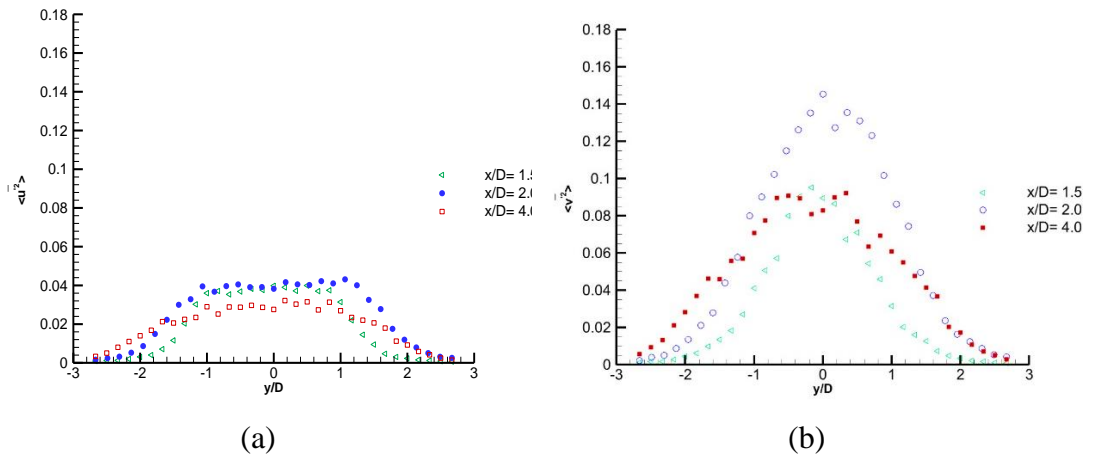 0.18
0.16
0.14
0.12
0.1
0.08
0.06
0.04
0.02
0
-3 -2 -1 0 1 2 3
y/D
<u'²>
x/D= 1.5
x/D= 2.0
x/D= 4.0
(a)
0.18
0.16
0.14
0.12
0.1
0.08
0.06
0.04
0.02
0
-3 -2 -1 0 1 2 3
y/D
<v'²>
x/D= 1.5
x/D= 2.0
x/D= 4.0
(b)